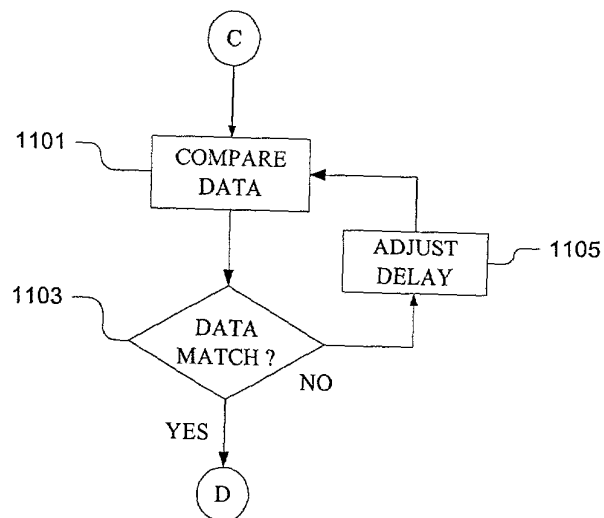 C
1101
COMPARE
DATA
ADJUST
DELAY
1105
1103
DATA
MATCH ?
NO
YES
D